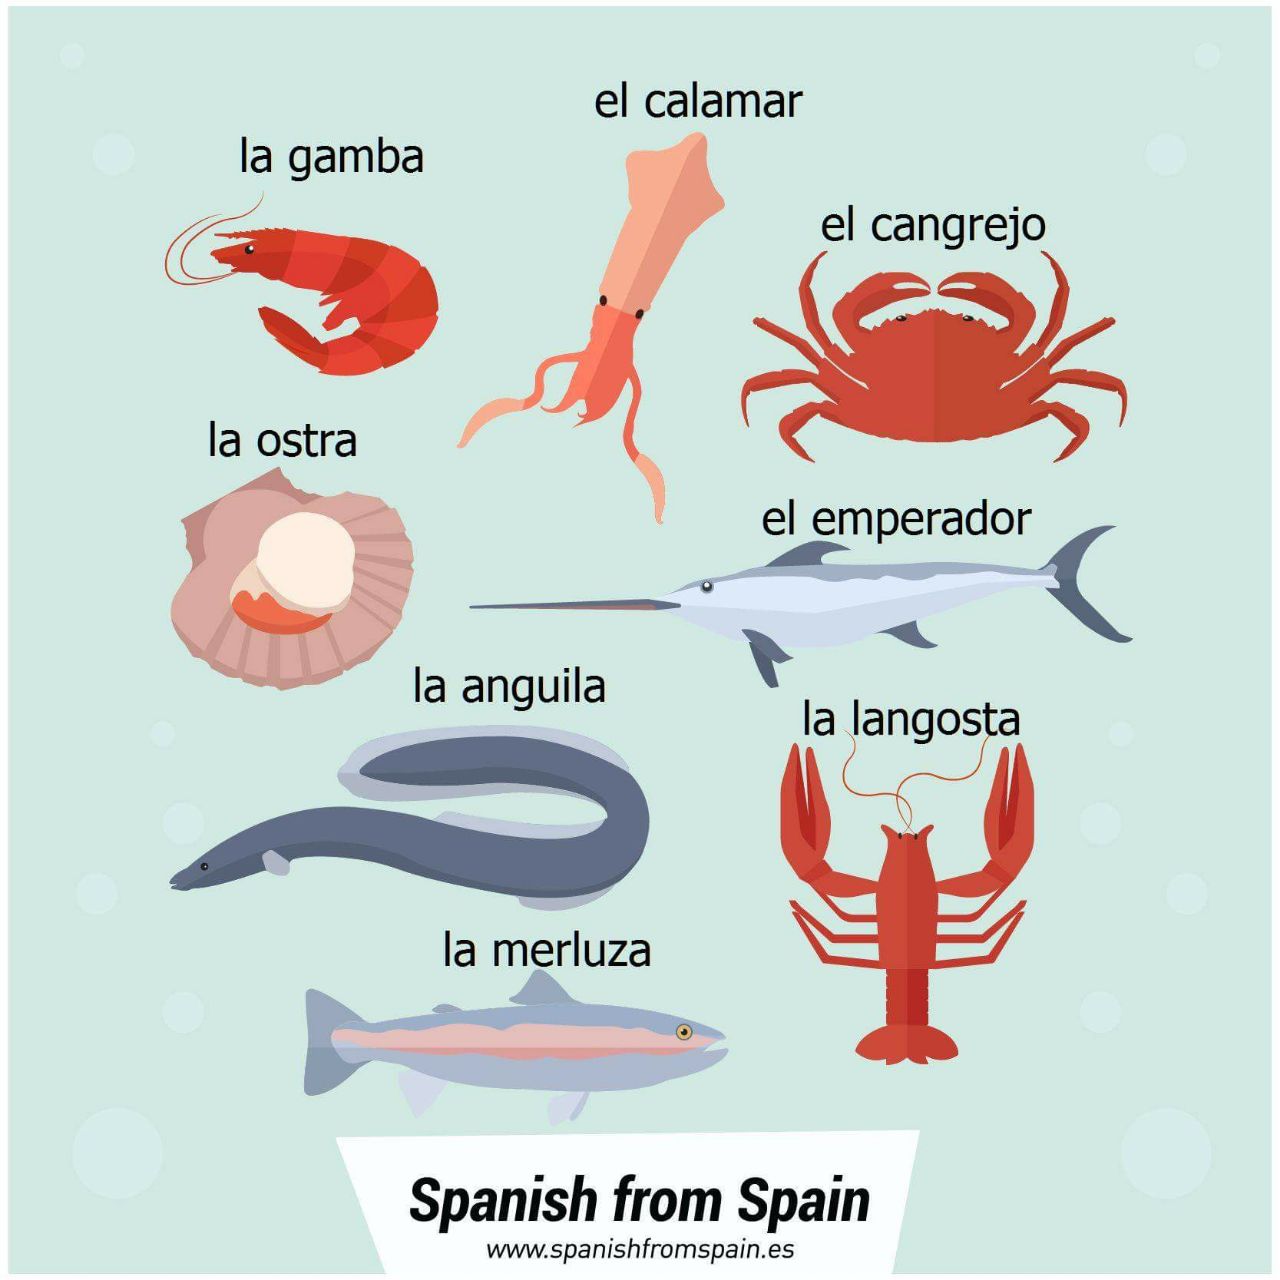 el calamar
la gamba
el cangrejo
la ostra
el emperador
la anguila
la langosta
la merluza
Spanish from Spain
www.spanishfromspain.es